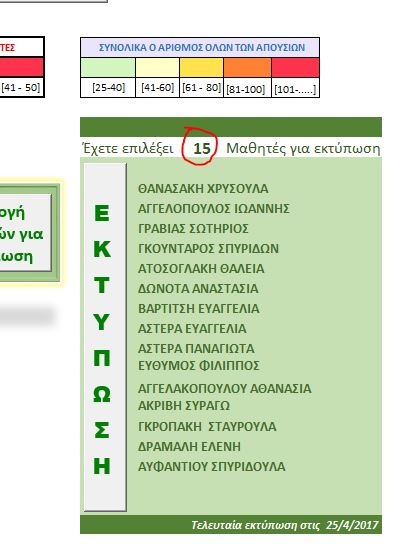 ΤΕΣ
[41 - 50]
ΣΥΝΟΛΙΚΑ Ο ΑΡΙΘΜΟΣ ΟΛΩΝ ΤΩΝ ΑΠΟΥΣΙΩΝ
[25-40] [41-60] [61 - 80] [81-100] [101-.....]
Έχετε επιλέξει 15 Μαθητές για εκτύπωση
ογή
ών για
ωση
ΕΚΤΥΠΩΣΗ
ΘΑΝΑΣΑΚΗ ΧΡΥΣΟΥΛΑ
ΑΓΓΕΛΟΠΟΥΛΟΣ ΙΩΑΝΝΗΣ
ΓΡΑΒΙΑΣ ΣΩΤΗΡΙΟΣ
ΓΚΟΥΝΤΑΡΟΣ ΣΠΥΡΙΔΩΝ
ΑΤΟΣΟΓΛΑΚΗ ΘΑΛΕΙΑ
ΔΩΝΟΤΑ ΑΝΑΣΤΑΣΙΑ
ΒΑΡΤΙΤΣΗ ΕΥΑΓΓΕΛΙΑ
ΑΣΤΕΡΑ ΕΥΑΓΓΕΛΙΑ
ΑΣΤΕΡΑ ΠΑΝΑΓΙΩΤΑ
ΕΥΘΥΜΟΣ ΦΙΛΙΠΠΟΣ
ΑΓΓΕΛΑΚΟΠΟΥΛΟΥ ΑΘΑΝΑΣΙΑ
ΑΚΡΙΒΗ ΣΥΡΑΓΩ
ΓΚΡΟΠΑΚΗ ΣΤΑΥΡΟΥΛΑ
ΔΡΑΜΑΛΗ ΕΛΕΝΗ
ΑΥΦΑΝΤΙΟΥ ΣΠΥΡΙΔΟΥΛΑ
Τελευταία εκτύπωση στις 25/4/2017